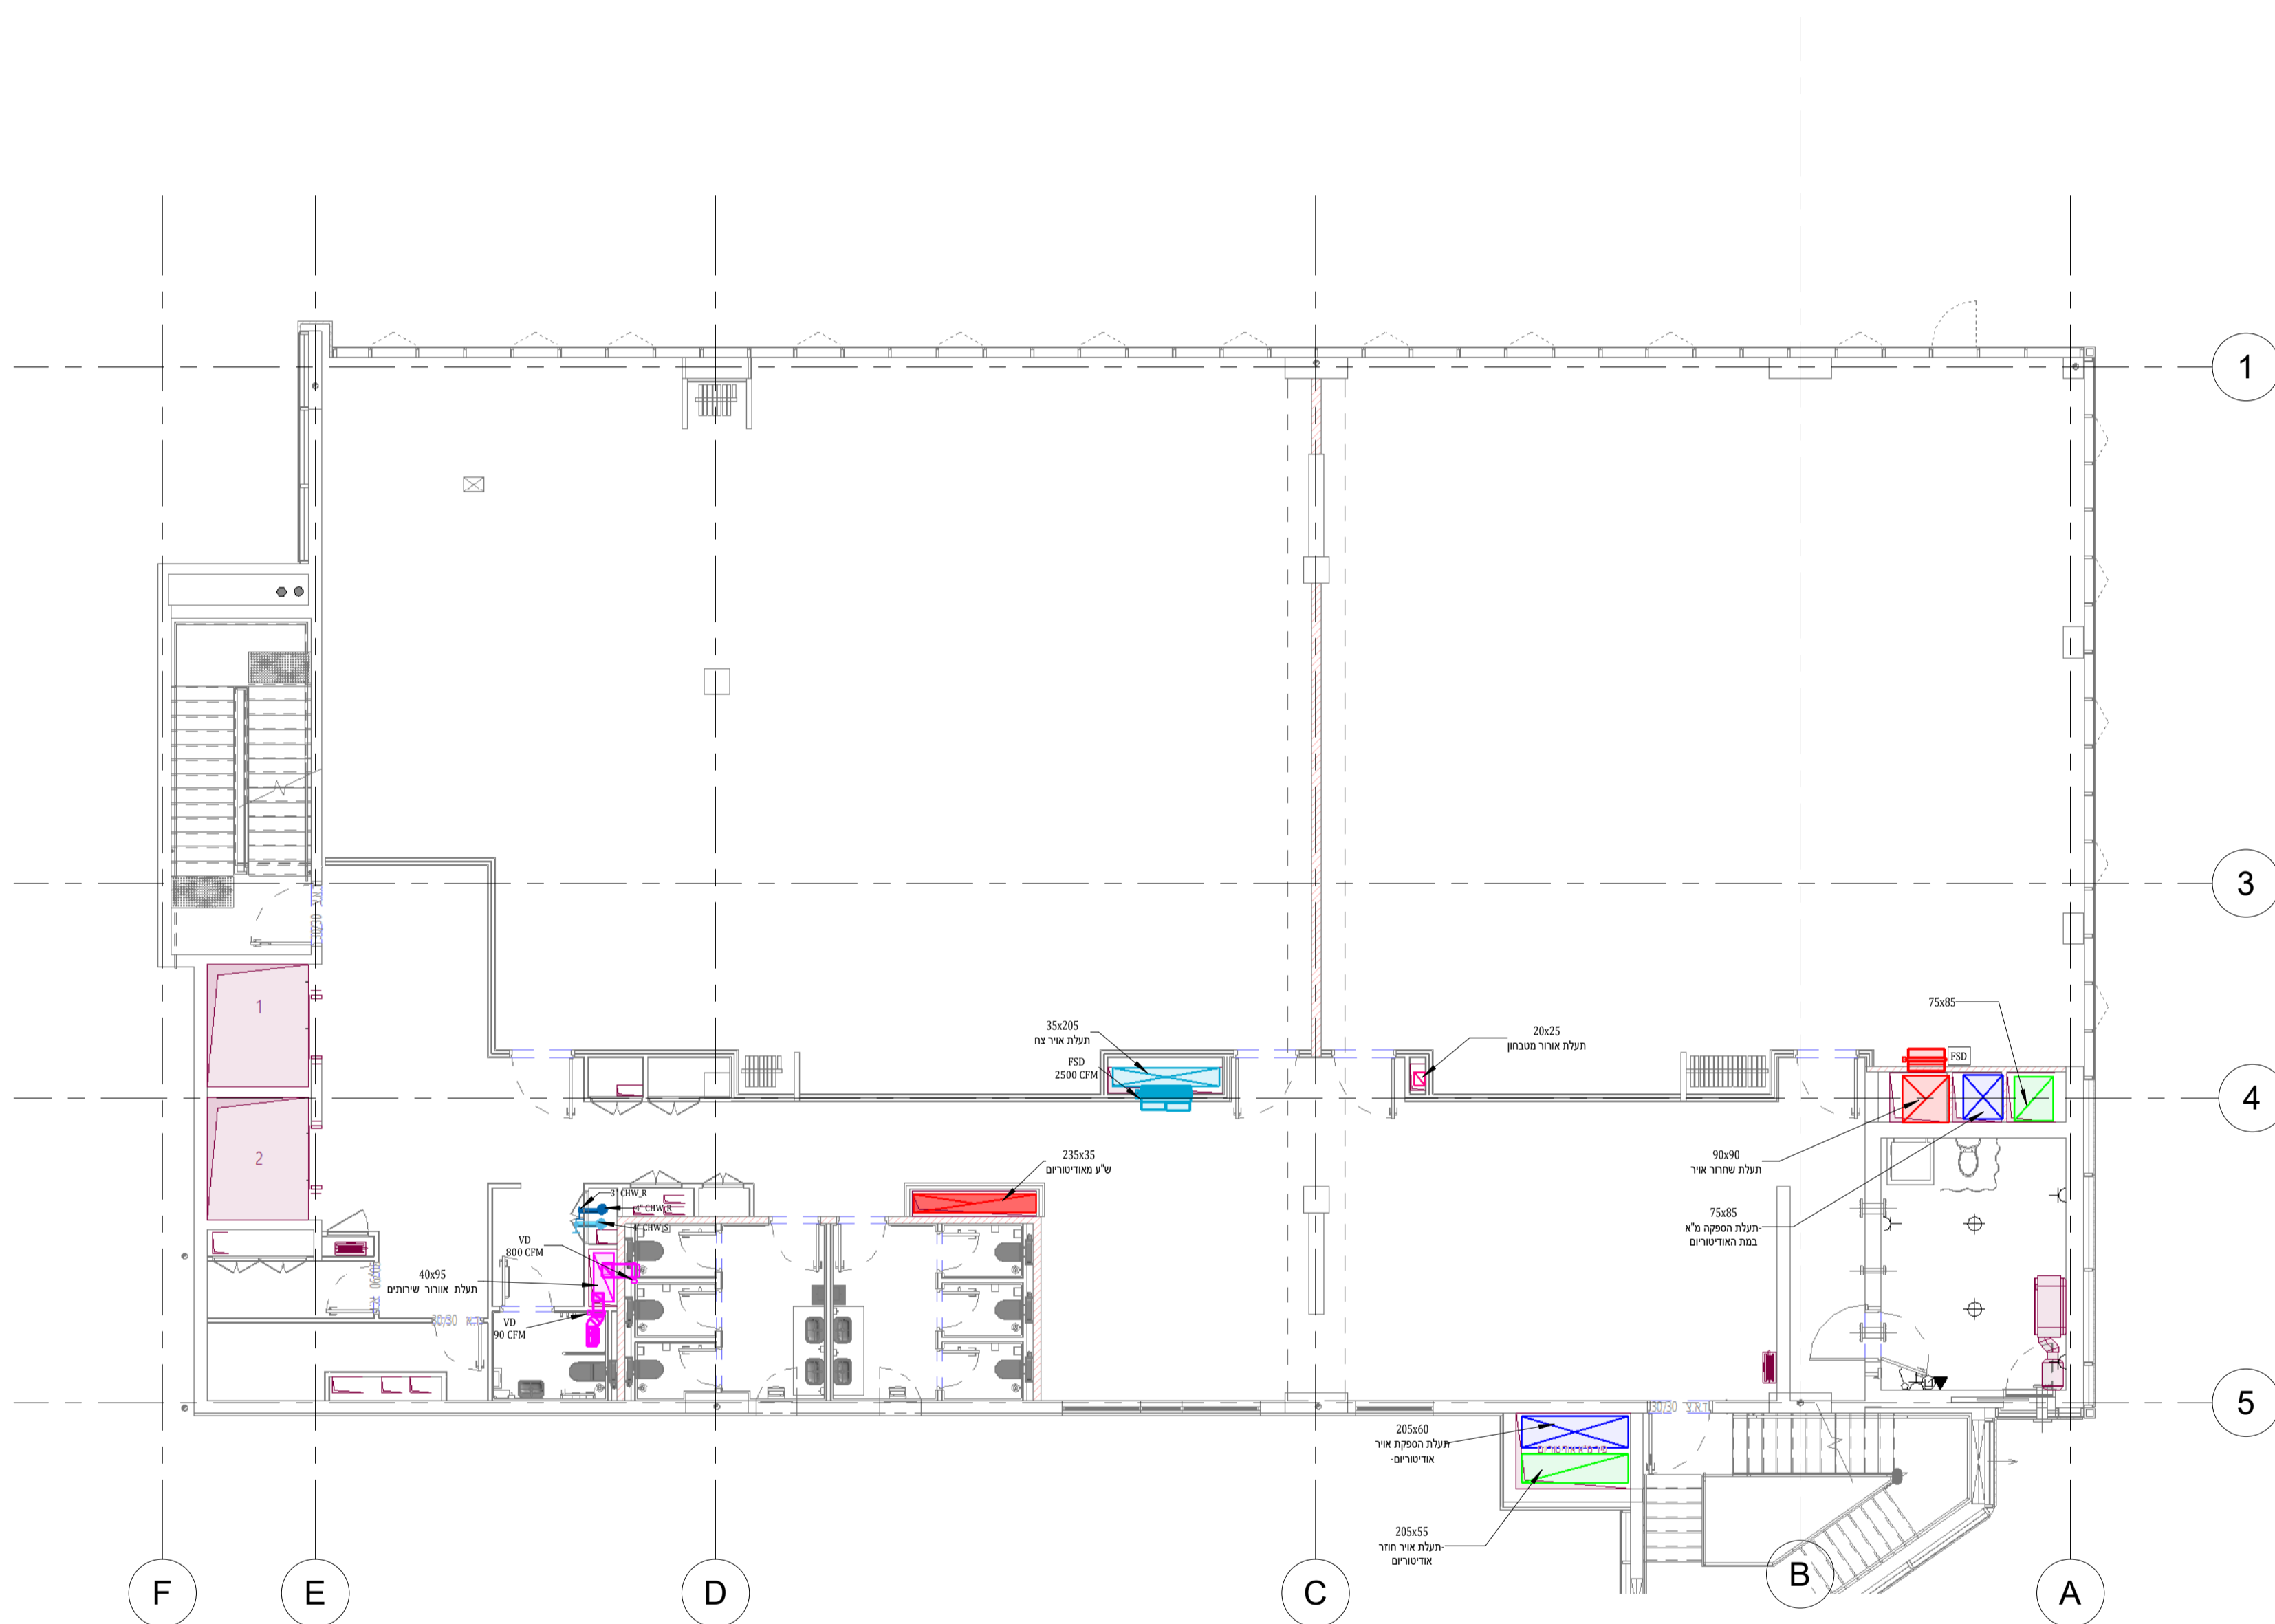 1
3
1
2
75x85
35x205
תעלת אויר צח
FSD
2500 CFM
20x25
תעלת אורור מטבחון
FSD
4
235x35
ש"ע מאודיטוריום
90x90
תעלת שחרור אויר
3" CHW_R
4" CHW_R
CHW_S
75x85
תעלת הספקה מ"א-
במת האודיטוריום
VD
800 CFM
40x95
תעלת אוורור שירותים
VD
90 CFM
5
205x60
תעלת הספקת אויר
אודיטוריום-
205x55
תעלת אויר חוזר-
אודיטוריום
F
E
D
C
B
A